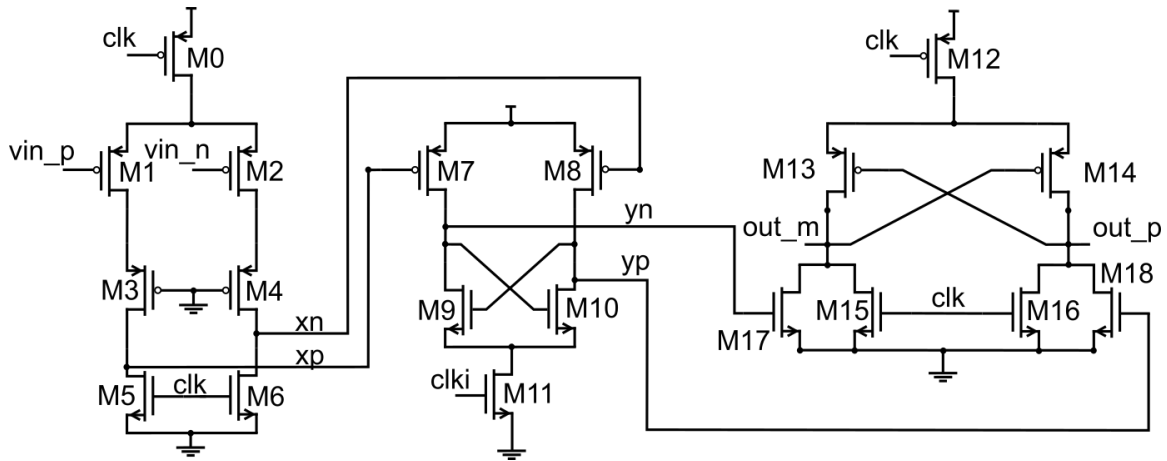 clk
M0
clk
M12
vin_p
M1
vin_n
M2
M7
M8
M13
M14
yn
out_m
out_p
yp
M3
M4
M9
M10
M18
xn
M17
M15
clk
M16
xp
M5
clk
M6
clki
M11